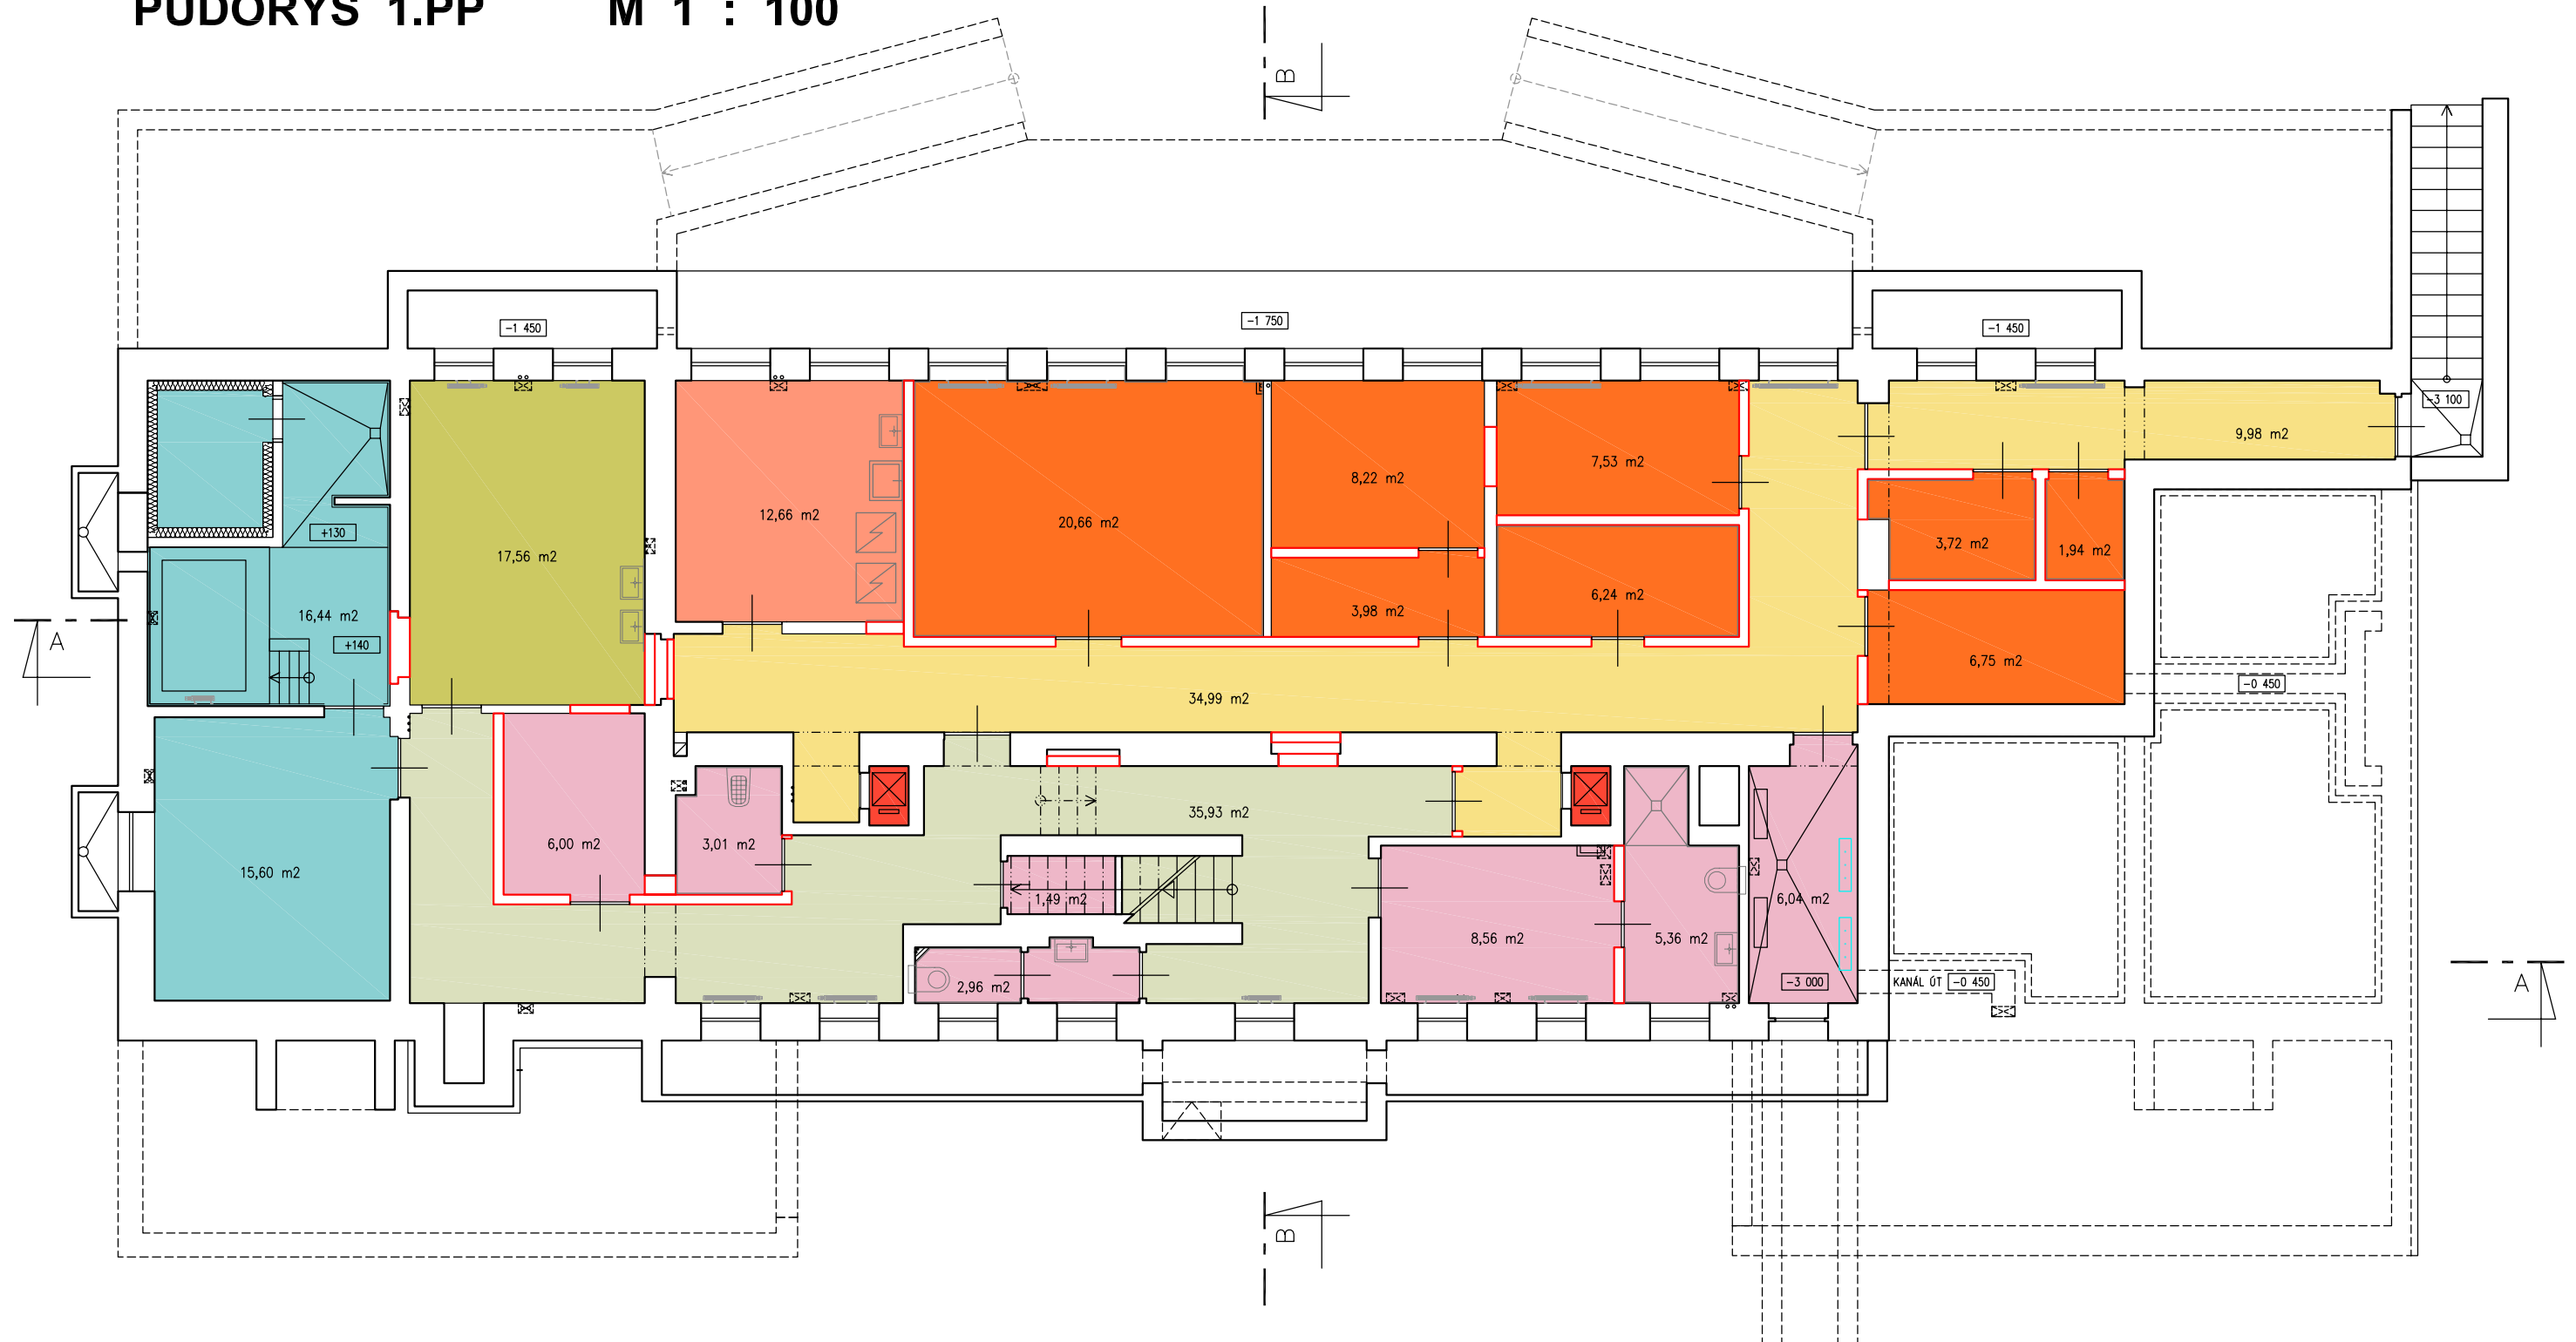 PŮDORYS 1.PP M 1 : 100
B
-1 450
-1 750
-1 450
-3 100
9,98 m2
7,53 m2
8,22 m2
12,66 m2
20,66 m2
+130
3,72 m2
1,94 m2
17,56 m2
6,24 m2
3,98 m2
16,44 m2
+140
A
6,75 m2
-0 450
34,99 m2
35,93 m2
6,00 m2
3,01 m2
15,60 m2
1,49 m2
6,04 m2
8,56 m2
5,36 m2
2,96 m2
-3 000
KANÁL ÚT -0 450
A
B